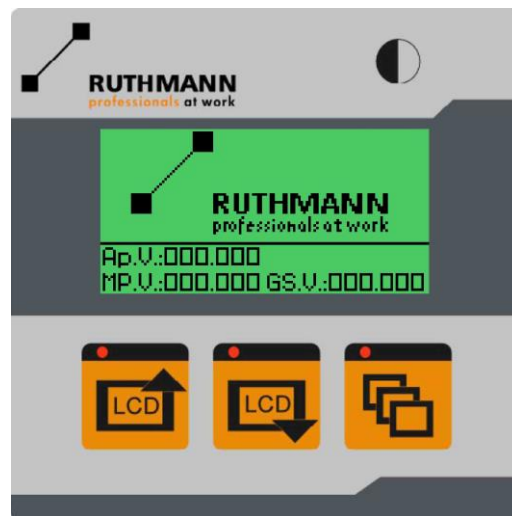 RUTHMANN
professionals at work
RUTHMANN
professionals at work
Ap.V.:000.000
MP.V.:000.000 GS.V.:000.000
LCD
LCD